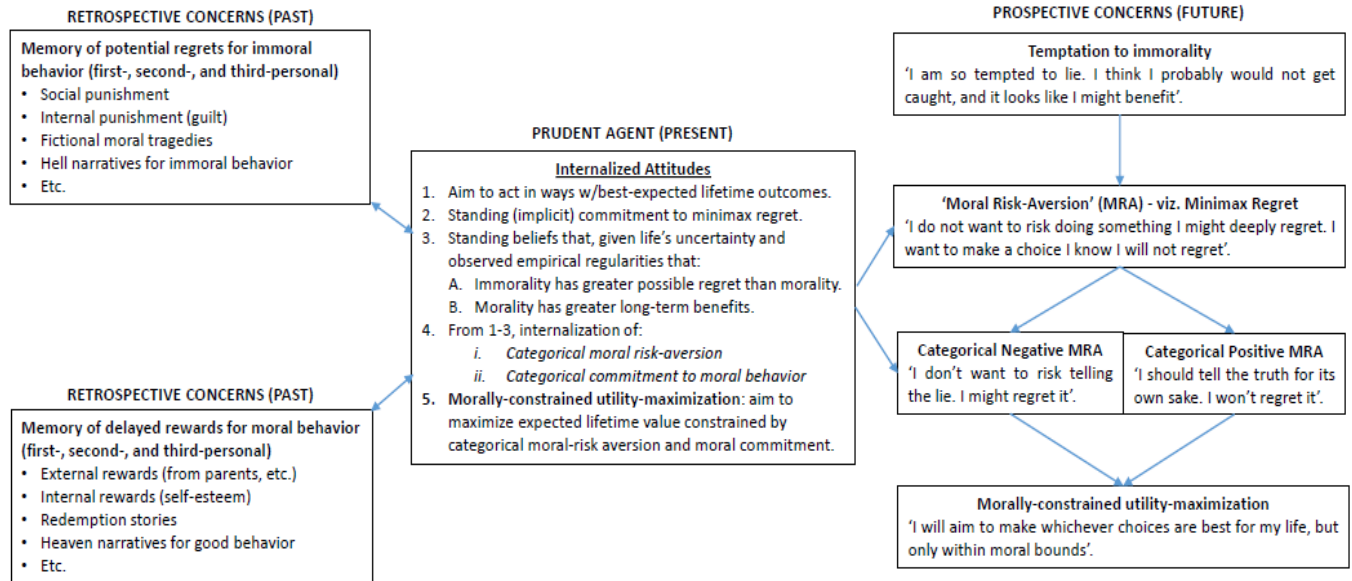 RETROSPECTIVE CONCERNS (PAST)
Memory of potential regrets for immoral
behavior (first-, second-, and third-personal)
• Social punishment
• Internal punishment (guilt)
• Fictional moral tragedies
• Hell narratives for immoral behavior
• Etc.
RETROSPECTIVE CONCERNS (PAST)
Memory of delayed rewards for moral behavior
(first-, second-, and third-personal)
• External rewards (from parents, etc.)
• Internal rewards (self-esteem)
• Redemption stories
• Heaven narratives for good behavior
• Etc.
PRUDENT AGENT (PRESENT)
Internalized Attitudes
1. Aim to act in ways w/best-expected lifetime outcomes.
2. Standing (implicit) commitment to minimax regret.
3. Standing beliefs that, given life's uncertainty and
observed empirical regularities that:
A. Immorality has greater possible regret than morality.
B. Morality has greater long-term benefits.
4. From 1-3, internalization of:
i. Categorical moral risk-aversion
ii. Categorical commitment to moral behavior
5. Morally-constrained utility-maximization: aim to
maximize expected lifetime value constrained by
categorical moral-risk aversion and moral commitment.
PROSPECTIVE CONCERNS (FUTURE)
Temptation to immorality
'I am so tempted to lie. I think I probably would not get
caught, and it looks like I might benefit'.
'Moral Risk-Aversion' (MRA) - viz. Minimax Regret
'I do not want to risk doing something I might deeply regret. I
want to make a choice I know I will not regret'.
Categorical Negative MRA
'I don't want to risk telling
the lie. I might regret it'.
Categorical Positive MRA
'I should tell the truth for its
own sake. I won't regret it'.
Morally-constrained utility-maximization
'I will aim to make whichever choices are best for my life, but
only within moral bounds'.